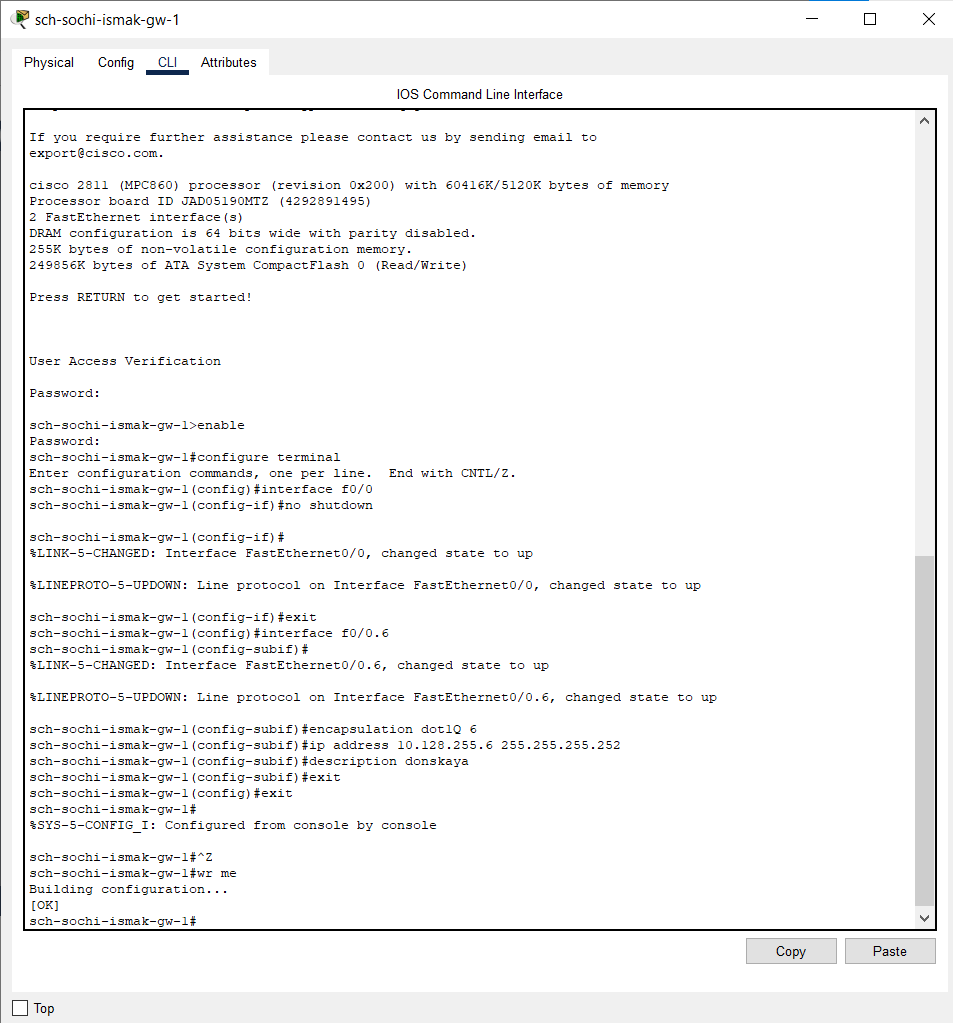 sch-sochi-ismak-gw-1
Physical Config CLI Attributes
IOS Command Line Interface
If you require further assistance please contact us by sending email to
export@cisco.com.
cisco 2811 (MPC860) processor (revision 0x200) with 60416K/5120K bytes of memory
Processor board ID JAD05190MTZ (4292891495)
2 FastEthernet interface(s)
DRAM configuration is 64 bits wide with parity disabled.
255K bytes of non-volatile configuration memory.
249856K bytes of ATA System CompactFlash 0 (Read/Write)
Press RETURN to get started!
User Access Verification
Password:
sch-sochi-ismak-gw-1>enable
Password:
sch-sochi-ismak-gw-1#configure terminal
Enter configuration commands, one per line.  End with CNTL/Z.
sch-sochi-ismak-gw-1(config)#interface f0/0
sch-sochi-ismak-gw-1(config-if)#no shutdown
sch-sochi-ismak-gw-1(config-if)#
%LINK-5-CHANGED: Interface FastEthernet0/0, changed state to up
%LINEPROTO-5-UPDOWN: Line protocol on Interface FastEthernet0/0, changed state to up
sch-sochi-ismak-gw-1(config-if)#exit
sch-sochi-ismak-gw-1(config)#interface f0/0.6
sch-sochi-ismak-gw-1(config-subif)#
%LINK-5-CHANGED: Interface FastEthernet0/0.6, changed state to up
%LINEPROTO-5-UPDOWN: Line protocol on Interface FastEthernet0/0.6, changed state to up
sch-sochi-ismak-gw-1(config-subif)#encapsulation dot1Q 6
sch-sochi-ismak-gw-1(config-subif)#ip address 10.128.255.6 255.255.255.252
sch-sochi-ismak-gw-1(config-subif)#description donskaya
sch-sochi-ismak-gw-1(config-subif)#exit
sch-sochi-ismak-gw-1(config)#exit
sch-sochi-ismak-gw-1#
%SYS-5-CONFIG_I: Configured from console by console
sch-sochi-ismak-gw-1#^Z
sch-sochi-ismak-gw-1#wr me
Building configuration...
[OK]
sch-sochi-ismak-gw-1#
Copy Paste
Top